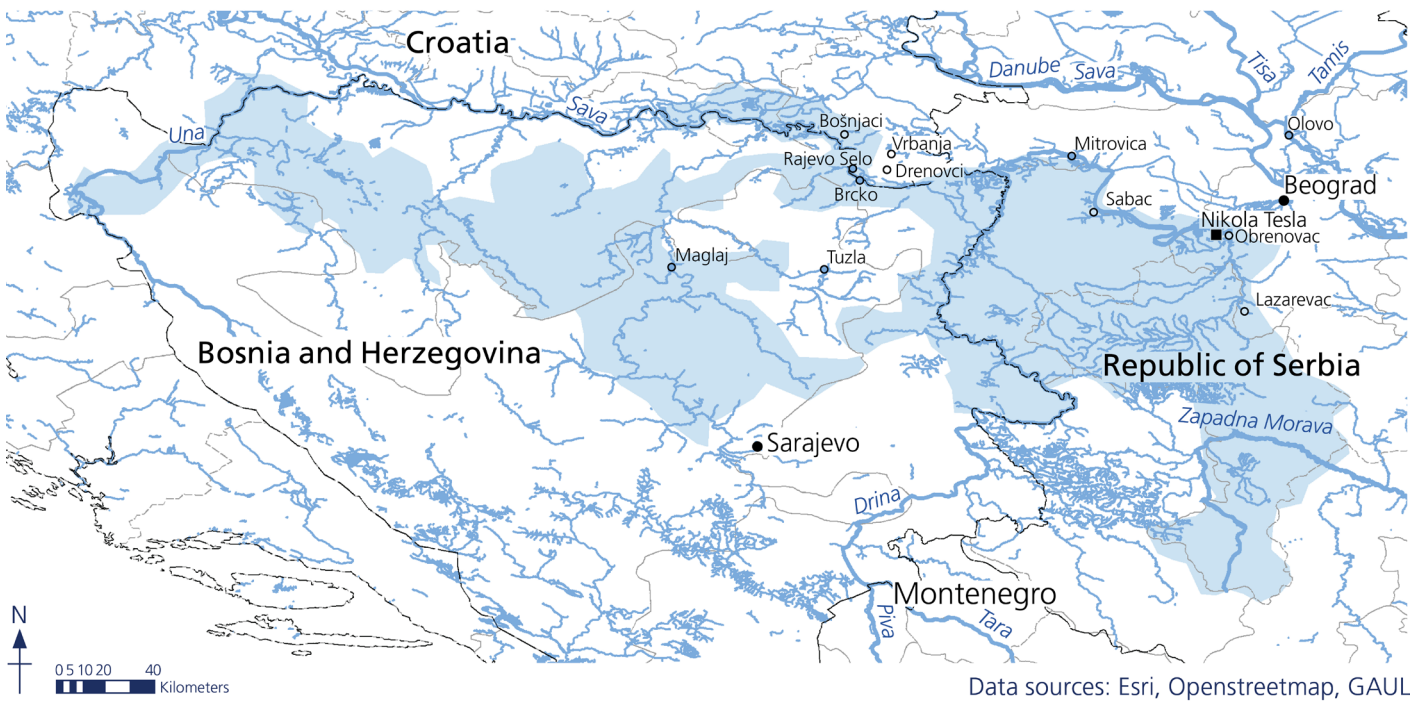 Croatia
Danube Sava
Tisa
Tamis
Sava
Una
Bošnjaci
Olovo
Vrbanja
Mitrovica
Rajevo Selo
Drenovci
Brcko
Sabac
Beograd
Nikola Tesla
Obrenovac
Maglaj
Tuzla
Lazarevac
Bosnia and Herzegovina
Republic of Serbia
Zapadna Morava
Sarajevo
Drina
Montenegro
Piva
Tara
N
0 5 10 20 40
Kilometers
Data sources: Esri, Openstreetmap, GAUL